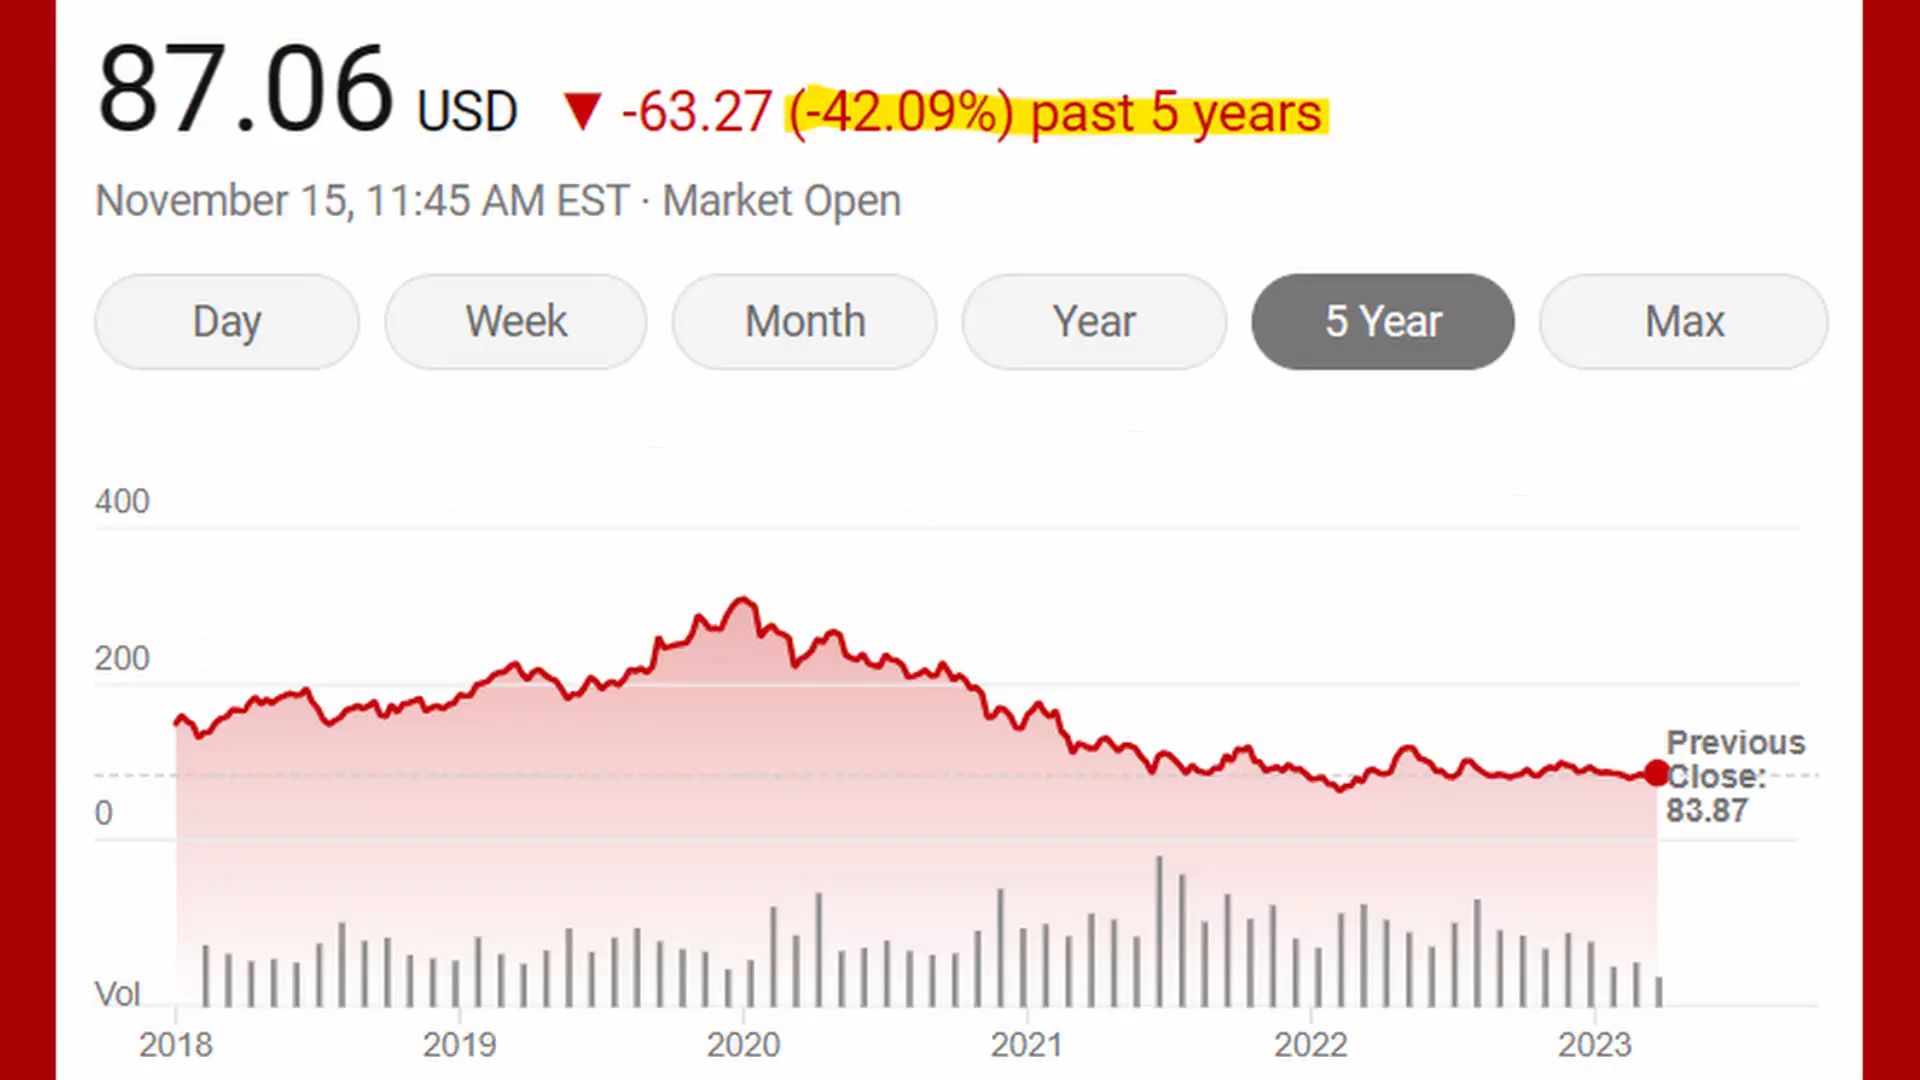 87.06 USD ▼ -63.27 (-42.09%) past 5 years
November 15, 11:45 AM EST · Market Open
Day Week Month Year 5 Year Max
400
200
Previous
Close:
83.87
0
Vol
2018 2019 2020 2021 2022 2023